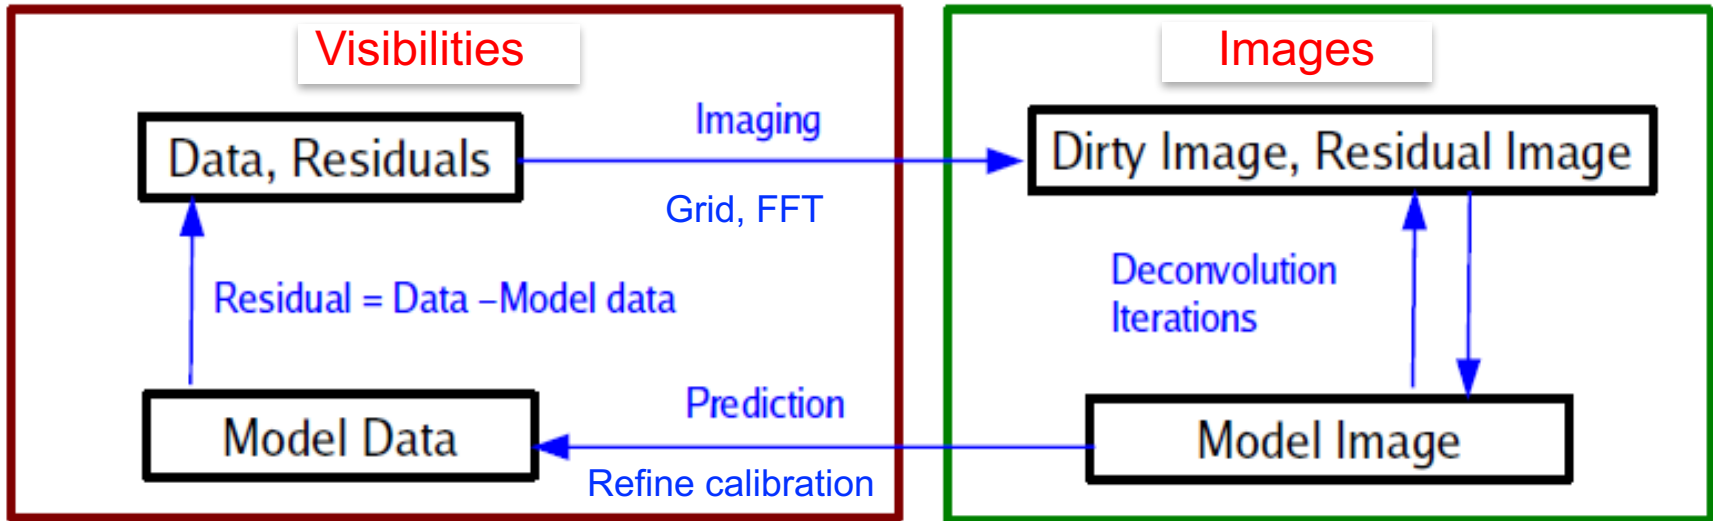 Visibilities
Images
Imaging
Data, Residuals
Dirty Image, Residual Image
Grid, FFT
Deconvolution
Iterations
Residual = Data –Model data
Prediction
Model Data
Model Image
Refine calibration